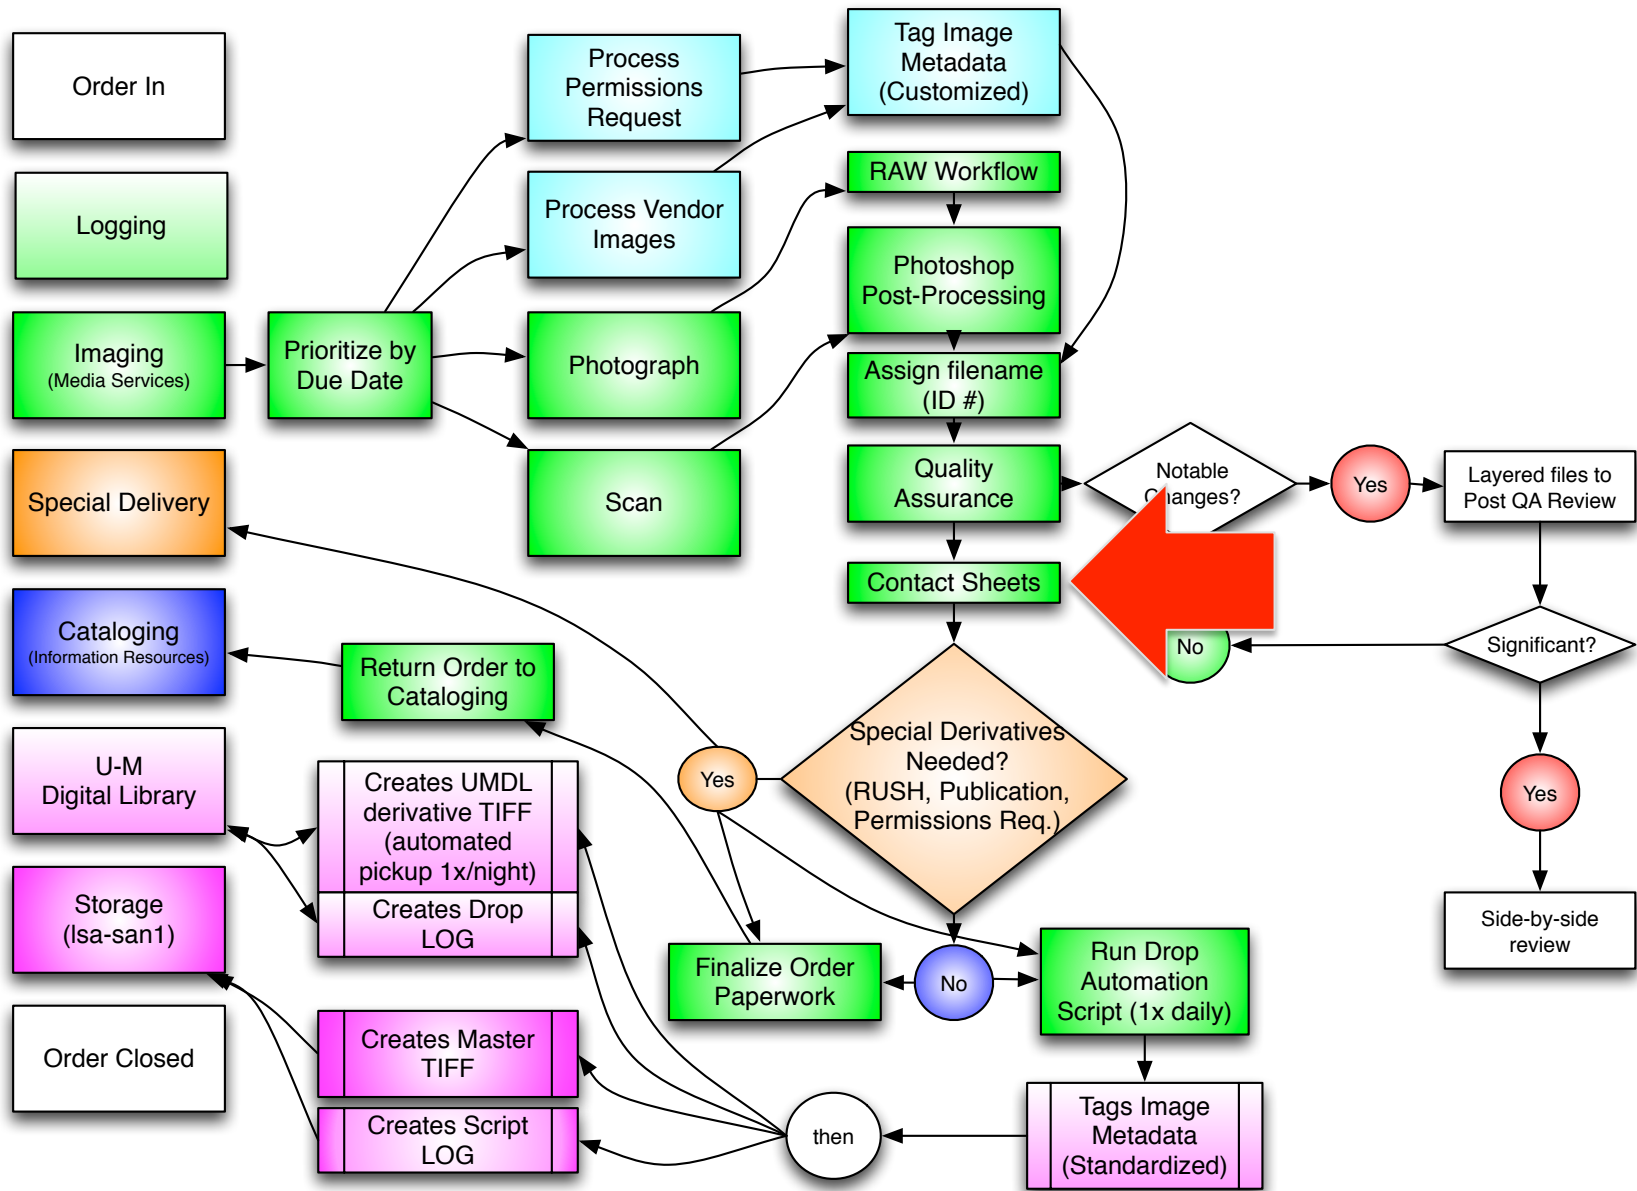 Order In
Logging
Imaging
(Media Services)
Special Delivery
Cataloging
(Information Resources)
U-M
Digital Library
Storage
(lsa-san1)
Order Closed
Prioritize by
Due Date
Process
Permissions
Request
Process Vendor
Images
Photograph
Scan
Tag Image
Metadata
(Customized)
RAW Workflow
Photoshop
Post-Processing
Assign filename
(ID #)
Quality
Assurance
Contact Sheets
Notable
Changes?
Yes
Layered files to
Post QA Review
Significant?
No
Yes
Side-by-side
review
Special Derivatives
Needed?
(RUSH, Publication,
Permissions Req.)
Yes
No
Return Order to
Cataloging
Creates UMDL
derivative TIFF
(automated
pickup 1x/night)
Creates Drop
LOG
Finalize Order
Paperwork
Run Drop
Automation
Script (1x daily)
Creates Master
TIFF
Creates Script
LOG
then
Tags Image
Metadata
(Standardized)